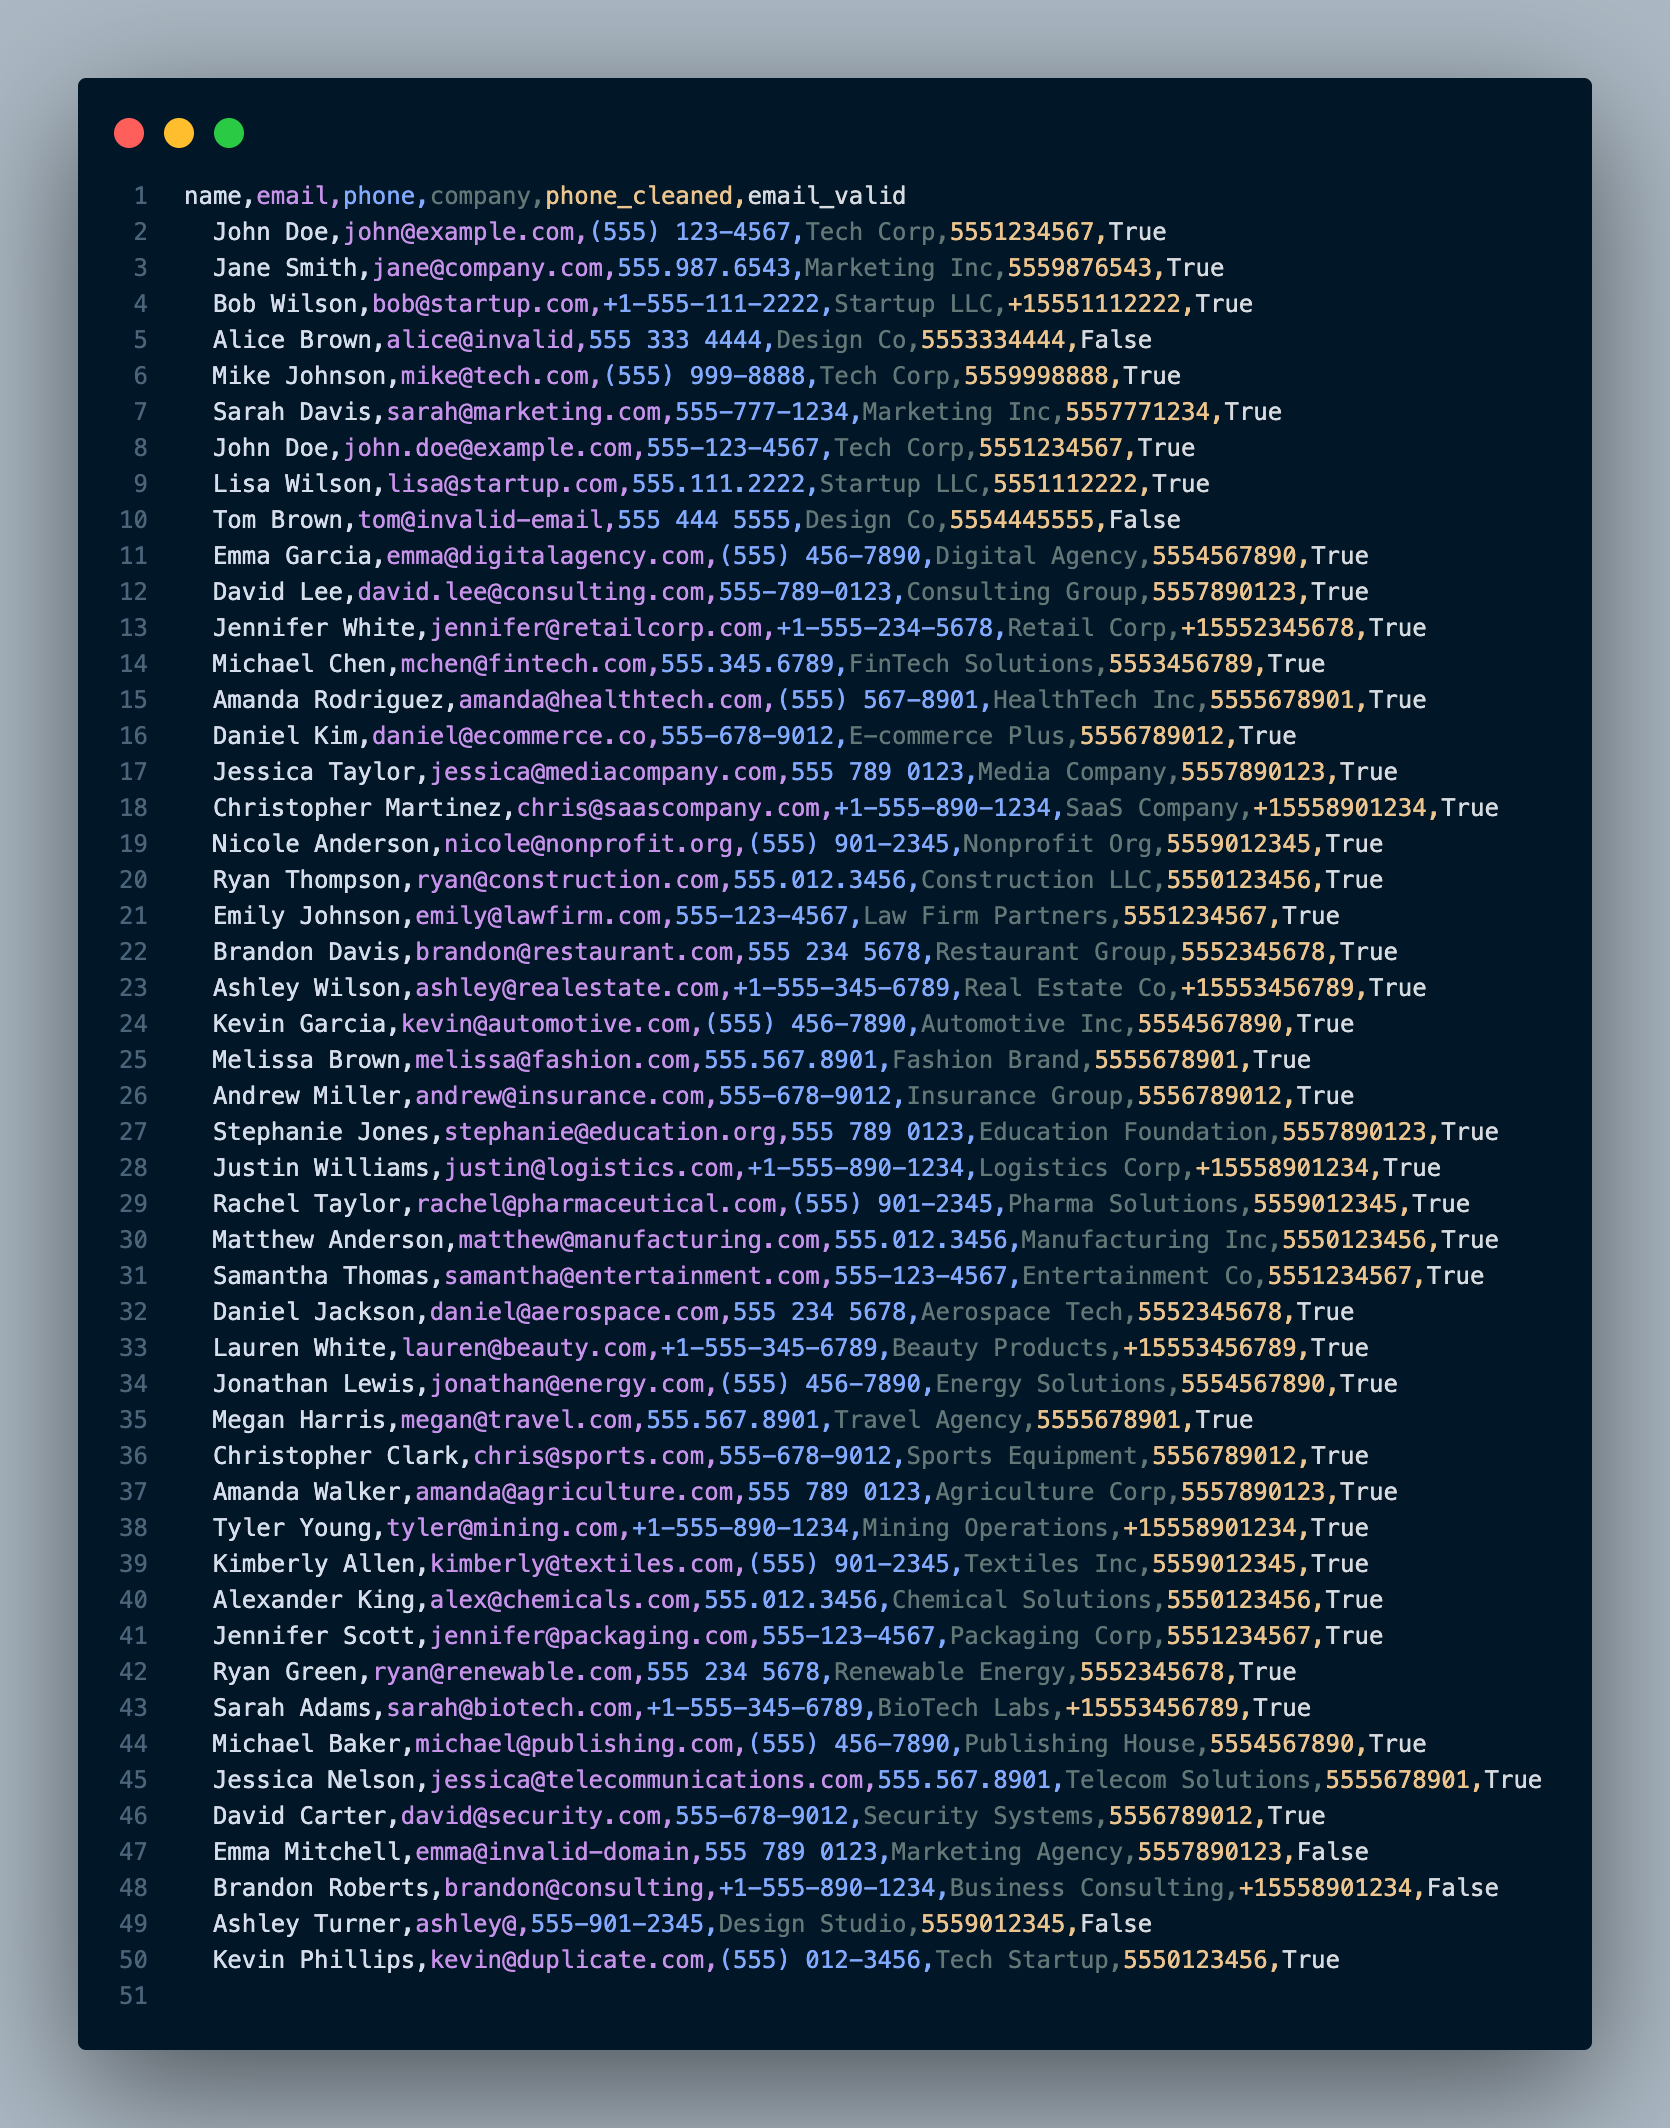 1 name,email,phone,company,phone_cleaned,email_valid
2 John Doe,john@example.com,(555) 123-4567,Tech Corp,5551234567,True
3 Jane Smith,jane@company.com,555.987.6543,Marketing Inc,5559876543,True
4 Bob Wilson,bob@startup.com,+1-555-111-2222,Startup LLC,+15551112222,True
5 Alice Brown,alice@invalid,555 333 4444,Design Co,5553334444,False
6 Mike Johnson,mike@tech.com,(555) 999-8888,Tech Corp,5559998888,True
7 Sarah Davis,sarah@marketing.com,555-777-1234,Marketing Inc,5557771234,True
8 John Doe,john.doe@example.com,555-123-4567,Tech Corp,5551234567,True
9 Lisa Wilson,lisa@startup.com,555.111.2222,Startup LLC,5551112222,True
10 Tom Brown,tom@invalid-email,555 444 5555,Design Co,5554445555,False
11 Emma Garcia,emma@digitalagency.com,(555) 456-7890,Digital Agency,5554567890,True
12 David Lee,david.lee@consulting.com,555-789-0123,Consulting Group,5557890123,True
13 Jennifer White,jennifer@retailcorp.com,+1-555-234-5678,Retail Corp,+15552345678,True
14 Michael Chen,mchen@fintech.com,555.345.6789,FinTech Solutions,5553456789,True
15 Amanda Rodriguez,amanda@healthtech.com,(555) 567-8901,HealthTech Inc,5555678901,True
16 Daniel Kim,daniel@ecommerce.co,555-678-9012,E-commerce Plus,5556789012,True
17 Jessica Taylor,jessica@mediacompany.com,555 789 0123,Media Company,5557890123,True
18 Christopher Martinez,chris@saascompany.com,+1-555-890-1234,SaaS Company,+15558901234,True
19 Nicole Anderson,nicole@nonprofit.org,(555) 901-2345,Nonprofit Org,5559012345,True
20 Ryan Thompson,ryan@construction.com,555.012.3456,Construction LLC,5550123456,True
21 Emily Johnson,emily@lawfirm.com,555-123-4567,Law Firm Partners,5551234567,True
22 Brandon Davis,brandon@restaurant.com,555 234 5678,Restaurant Group,5552345678,True
23 Ashley Wilson,ashley@realestate.com,+1-555-345-6789,Real Estate Co,+15553456789,True
24 Kevin Garcia,kevin@automotive.com,(555) 456-7890,Automotive Inc,5554567890,True
25 Melissa Brown,melissa@fashion.com,555.567.8901,Fashion Brand,5555678901,True
26 Andrew Miller,andrew@insurance.com,555-678-9012,Insurance Group,5556789012,True
27 Stephanie Jones,stephanie@education.org,555 789 0123,Education Foundation,5557890123,True
28 Justin Williams,justin@logistics.com,+1-555-890-1234,Logistics Corp,+15558901234,True
29 Rachel Taylor,rachel@pharmaceutical.com,(555) 901-2345,Pharma Solutions,5559012345,True
30 Matthew Anderson,matthew@manufacturing.com,555.012.3456,Manufacturing Inc,5550123456,True
31 Samantha Thomas,samantha@entertainment.com,555-123-4567,Entertainment Co,5551234567,True
32 Daniel Jackson,daniel@aerospace.com,555 234 5678,Aerospace Tech,5552345678,True
33 Lauren White,lauren@beauty.com,+1-555-345-6789,Beauty Products,+15553456789,True
34 Jonathan Lewis,jonathan@energy.com,(555) 456-7890,Energy Solutions,5554567890,True
35 Megan Harris,megan@travel.com,555.567.8901,Travel Agency,5555678901,True
36 Christopher Clark,chris@sports.com,555-678-9012,Sports Equipment,5556789012,True
37 Amanda Walker,amanda@agriculture.com,555 789 0123,Agriculture Corp,5557890123,True
38 Tyler Young,tyler@mining.com,+1-555-890-1234,Mining Operations,+15558901234,True
39 Kimberly Allen,kimberly@textiles.com,(555) 901-2345,Textiles Inc,5559012345,True
40 Alexander King,alex@chemicals.com,555.012.3456,Chemical Solutions,5550123456,True
41 Jennifer Scott,jennifer@packaging.com,555-123-4567,Packaging Corp,5551234567,True
42 Ryan Green,ryan@renewable.com,555 234 5678,Renewable Energy,5552345678,True
43 Sarah Adams,sarah@biotech.com,+1-555-345-6789,BioTech Labs,+15553456789,True
44 Michael Baker,michael@publishing.com,(555) 456-7890,Publishing House,5554567890,True
45 Jessica Nelson,jessica@telecommunications.com,555.567.8901,Telecom Solutions,5555678901,True
46 David Carter,david@security.com,555-678-9012,Security Systems,5556789012,True
47 Emma Mitchell,emma@invalid-domain,555 789 0123,Marketing Agency,5557890123,False
48 Brandon Roberts,brandon@consulting,+1-555-890-1234,Business Consulting,+15558901234,False
49 Ashley Turner,ashley@,555-901-2345,Design Studio,5559012345,False
50 Kevin Phillips,kevin@duplicate.com,(555) 012-3456,Tech Startup,5550123456,True
51